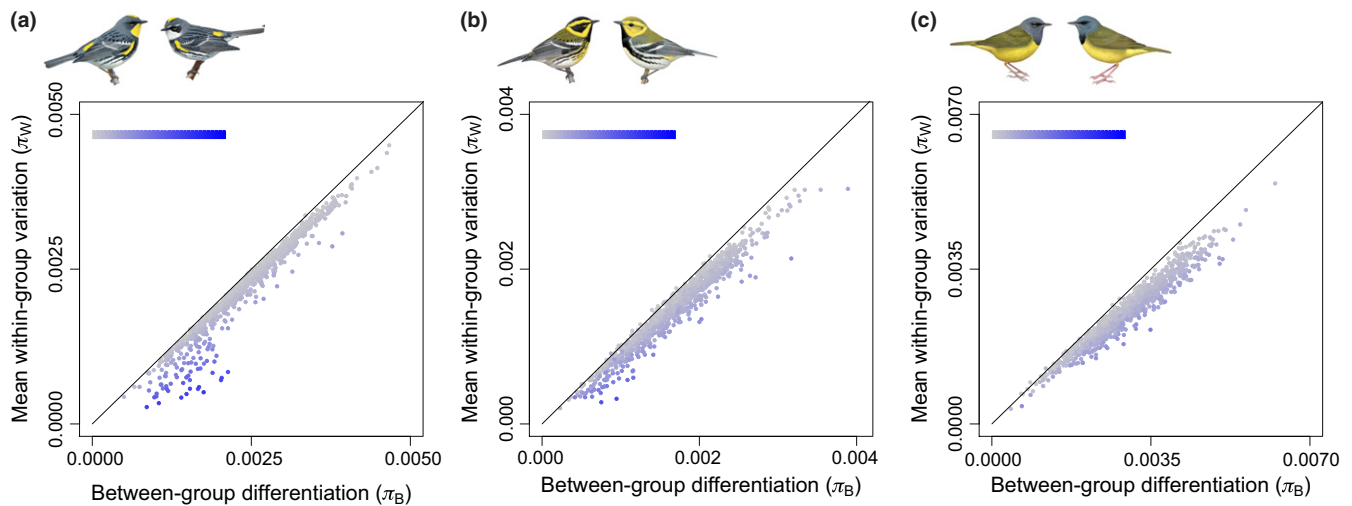 (a)
(b)
(c)
Mean within-group variation (πW)
0.0050
0.0025
0.0000
0.0000 0.0025 0.0050
Between-group differentiation (πB)
Mean within-group variation (πW)
0.004
0.002
0.000
0.000 0.002 0.004
Between-group differentiation (πB)
Mean within-group variation (πW)
0.0070
0.0035
0.0000
0.0000 0.0035 0.0070
Between-group differentiation (πB)